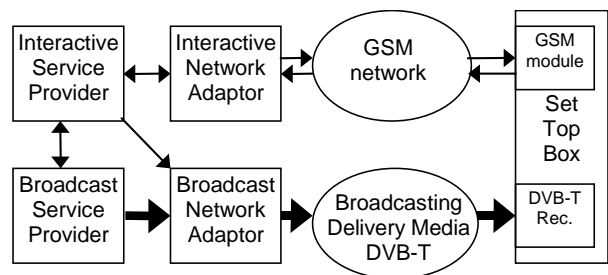 Interactive
Service
Provider
Interactive
Network
Adaptor
GSM
network
GSM
module
Set
Top
Box
Broadcast
Service
Provider
Broadcast
Network
Adaptor
Broadcasting
Delivery Media
DVB-T
DVB-T
Rec.